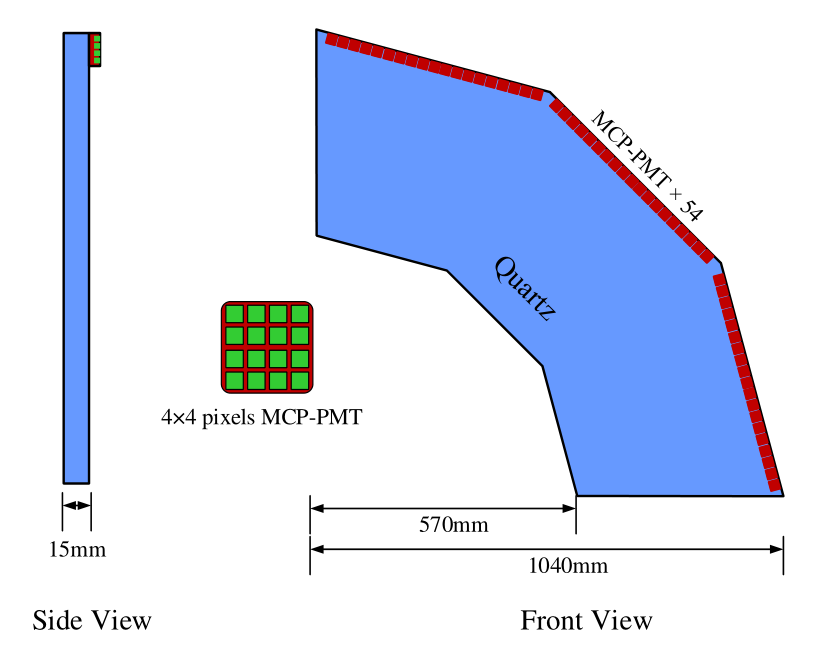 MCP-PMT × 54
Quartz
4×4 pixels MCP-PMT
570mm
15mm
1040mm
Side View
Front View